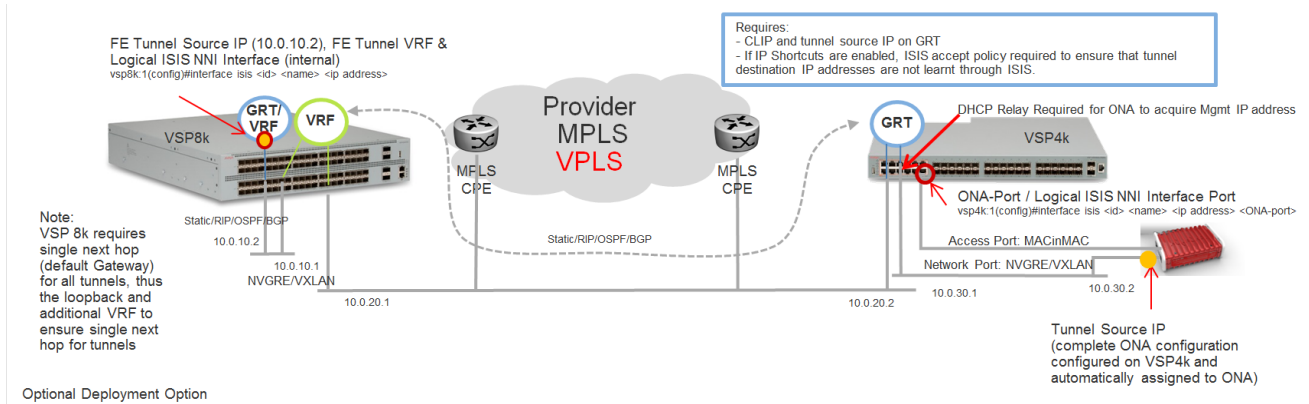 FE Tunnel Source IP (10.0.10.2), FE Tunnel VRF &
Logical ISIS NNI Interface (internal)
vsp8k:1(config)#interface isis <id> <name> <ip address>
Requires:
- CLIP and tunnel source IP on GRT
- If IP Shortcuts are enabled, ISIS accept policy required to ensure that tunnel
destination IP addresses are not learnt through ISIS.
GRT/
VRF
VRF
VSP8k
Provider
MPLS
VPLS
MPLS
CPE
MPLS
CPE
DHCP Relay Required for ONA to acquire Mgmt IP address
GRT
VSP4k
ONA-Port / Logical ISIS NNI Interface Port
vsp4k:1(config)#interface isis <id> <name> <ip address> <ONA-port>
Note:
VSP 8k requires
single next hop
(default Gateway)
for all tunnels, thus
the loopback and
additional VRF to
ensure single next
hop for tunnels
Static/RIP/OSPF/BGP
10.0.10.2
10.0.10.1
NVGRE/VXLAN
Static/RIP/OSPF/BGP
Access Port: MACinMAC
Network Port: NVGRE/VXLAN
10.0.20.1
10.0.20.2
10.0.30.1
10.0.30.2
Tunnel Source IP
(complete ONA configuration
configured on VSP4k and
automatically assigned to ONA)
Optional Deployment Option